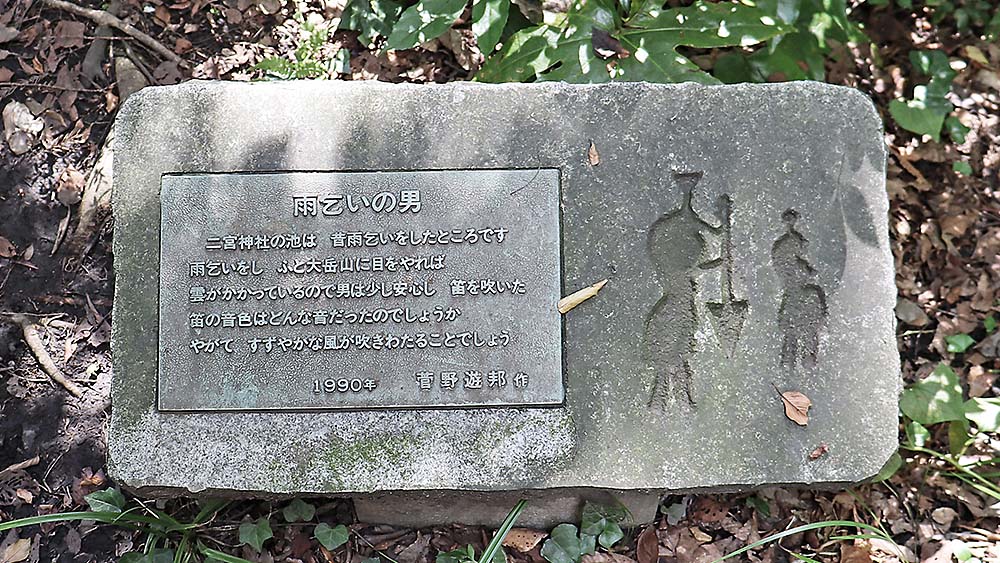 雨乞いの男
二宮神社の池は　昔雨乞いをしたところです
雨乞いをし　ふと大岳山に目をやれば
雲がかかっているので男は少し安心し　笛を吹いた
笛の音色はどんな音だったのでしょうか
やがて　すずやかな風が吹きわたることでしょう
1990年　菅野遊邦 作